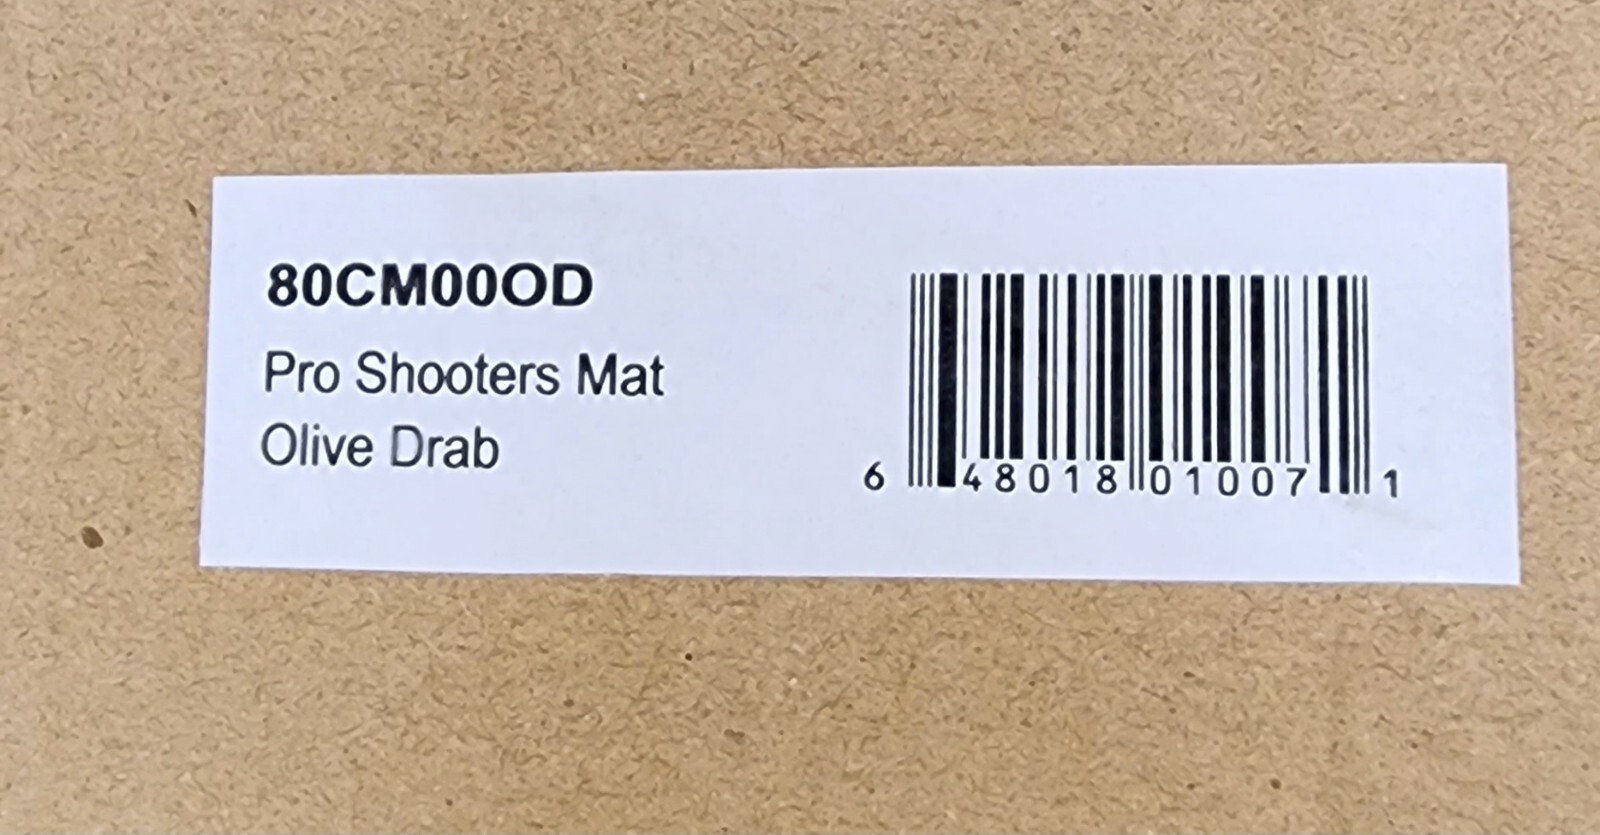 80CM00OD
Pro Shooters Mat
Olive Drab
6 48018 01007 1